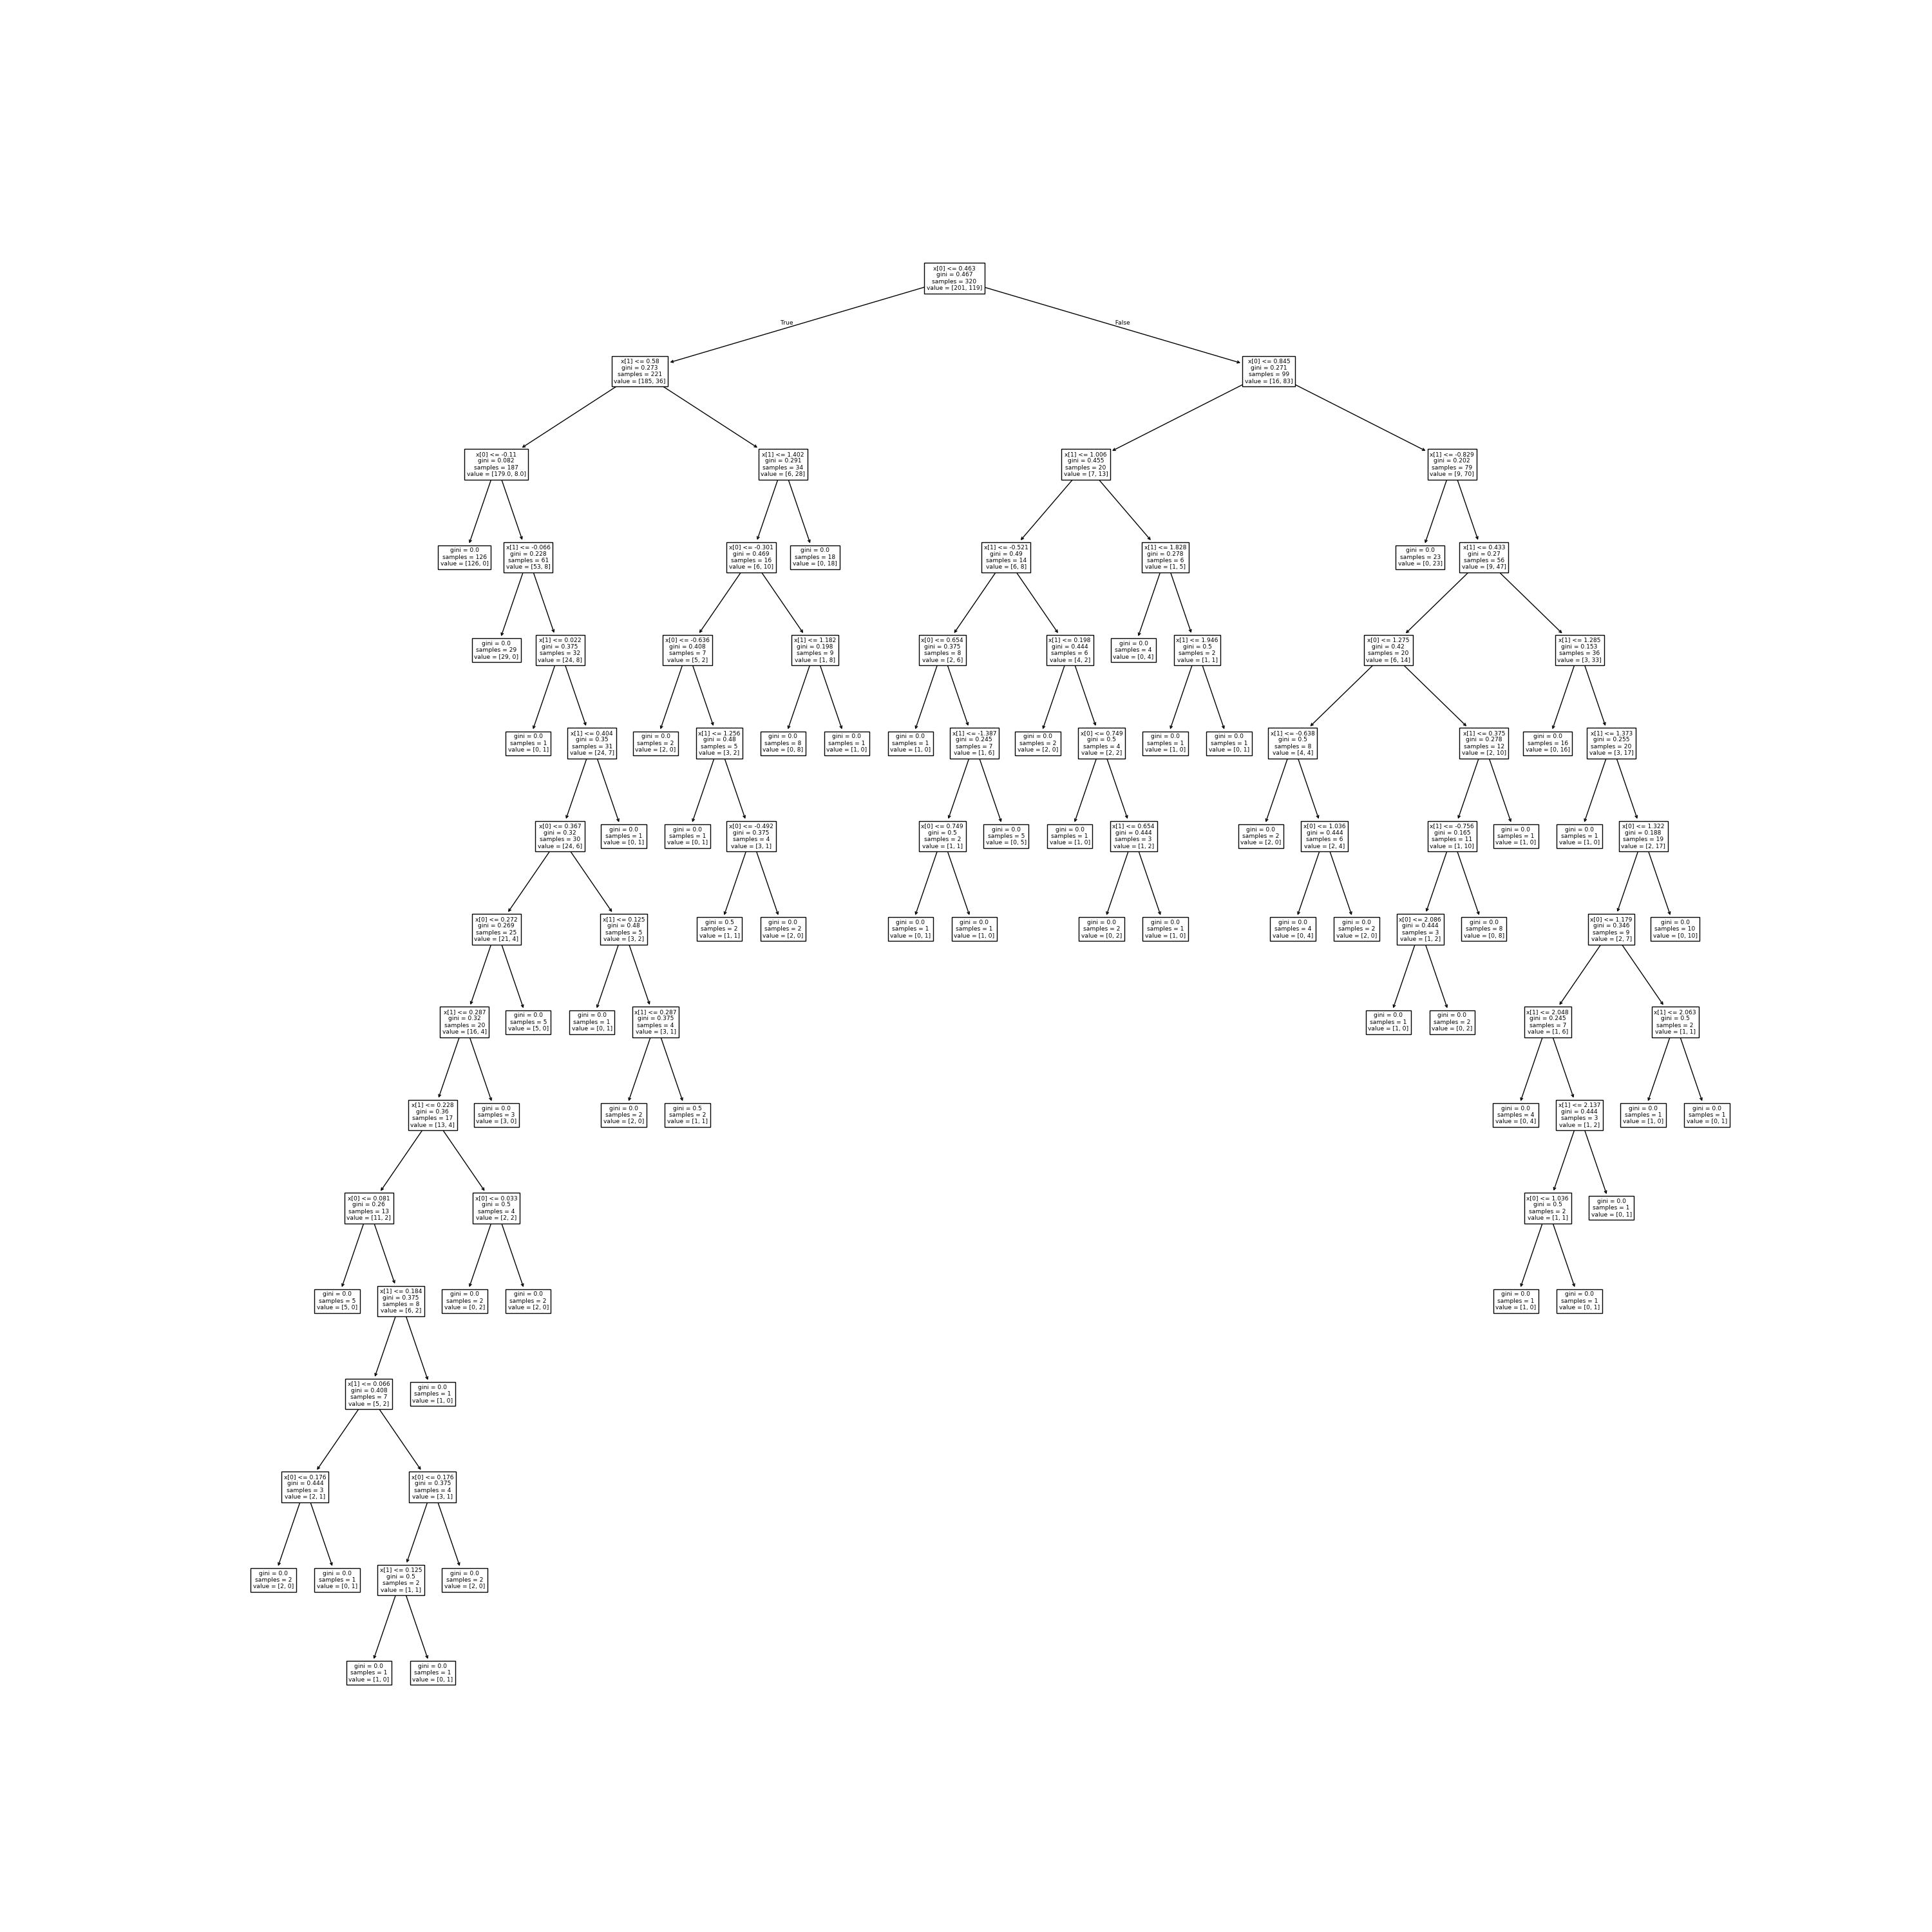 x[0] <= 0.463
gini = 0.467
samples = 320
value = [201, 119]
True
False
x[1] <= 0.58
gini = 0.273
samples = 221
value = [185, 36]
x[0] <= 0.845
gini = 0.271
samples = 99
value = [16, 83]
x[0] <= -0.11
gini = 0.082
samples = 187
value = [179.0, 8.0]
x[1] <= 1.402
gini = 0.291
samples = 34
value = [6, 28]
x[1] <= 1.006
gini = 0.455
samples = 20
value = [7, 13]
x[1] <= -0.829
gini = 0.202
samples = 79
value = [9, 70]
gini = 0.0
samples = 126
value = [126, 0]
x[1] <= -0.066
gini = 0.228
samples = 61
value = [53, 8]
x[0] <= -0.301
gini = 0.469
samples = 16
value = [6, 10]
gini = 0.0
samples = 18
value = [0, 18]
x[1] <= -0.521
gini = 0.49
samples = 14
value = [6, 8]
x[1] <= 1.828
gini = 0.278
samples = 6
value = [1, 5]
gini = 0.0
samples = 23
value = [0, 23]
x[1] <= 0.433
gini = 0.27
samples = 56
value = [9, 47]
gini = 0.0
samples = 29
value = [29, 0]
x[1] <= 0.022
gini = 0.375
samples = 32
value = [24, 8]
x[0] <= -0.636
gini = 0.408
samples = 7
value = [5, 2]
x[1] <= 1.182
gini = 0.198
samples = 9
value = [1, 8]
x[0] <= 0.654
gini = 0.375
samples = 8
value = [2, 6]
x[1] <= 0.198
gini = 0.444
samples = 6
value = [4, 2]
gini = 0.0
samples = 4
value = [0, 4]
x[1] <= 1.946
gini = 0.5
samples = 2
value = [1, 1]
x[0] <= 1.275
gini = 0.42
samples = 20
value = [6, 14]
x[1] <= 1.285
gini = 0.153
samples = 36
value = [3, 33]
gini = 0.0
samples = 1
value = [0, 1]
x[1] <= 0.404
gini = 0.35
samples = 31
value = [24, 7]
gini = 0.0
samples = 2
value = [2, 0]
x[1] <= 1.256
gini = 0.48
samples = 5
value = [3, 2]
gini = 0.0
samples = 8
value = [0, 8]
gini = 0.0
samples = 1
value = [1, 0]
gini = 0.0
samples = 1
value = [1, 0]
x[1] <= -1.387
gini = 0.245
samples = 7
value = [1, 6]
gini = 0.0
samples = 2
value = [2, 0]
x[0] <= 0.749
gini = 0.5
samples = 4
value = [2, 2]
gini = 0.0
samples = 1
value = [1, 0]
gini = 0.0
samples = 1
value = [0, 1]
x[1] <= -0.638
gini = 0.5
samples = 8
value = [4, 4]
x[1] <= 0.375
gini = 0.278
samples = 12
value = [2, 10]
gini = 0.0
samples = 16
value = [0, 16]
x[1] <= 1.373
gini = 0.255
samples = 20
value = [3, 17]
x[0] <= 0.367
gini = 0.32
samples = 30
value = [24, 6]
gini = 0.0
samples = 1
value = [0, 1]
gini = 0.0
samples = 1
value = [0, 1]
x[0] <= -0.492
gini = 0.375
samples = 4
value = [3, 1]
x[0] <= 0.749
gini = 0.5
samples = 2
value = [1, 1]
gini = 0.0
samples = 5
value = [0, 5]
gini = 0.0
samples = 1
value = [1, 0]
x[1] <= 0.654
gini = 0.444
samples = 3
value = [1, 2]
gini = 0.0
samples = 2
value = [2, 0]
x[0] <= 1.036
gini = 0.444
samples = 6
value = [2, 4]
x[1] <= -0.756
gini = 0.165
samples = 11
value = [1, 10]
gini = 0.0
samples = 1
value = [1, 0]
gini = 0.0
samples = 1
value = [1, 0]
x[0] <= 1.322
gini = 0.188
samples = 19
value = [2, 17]
x[0] <= 0.272
gini = 0.269
samples = 25
value = [21, 4]
x[1] <= 0.125
gini = 0.48
samples = 5
value = [3, 2]
gini = 0.5
samples = 2
value = [1, 1]
gini = 0.0
samples = 2
value = [2, 0]
gini = 0.0
samples = 1
value = [0, 1]
gini = 0.0
samples = 1
value = [1, 0]
gini = 0.0
samples = 2
value = [0, 2]
gini = 0.0
samples = 1
value = [1, 0]
gini = 0.0
samples = 4
value = [0, 4]
gini = 0.0
samples = 2
value = [2, 0]
x[0] <= 2.086
gini = 0.444
samples = 3
value = [1, 2]
gini = 0.0
samples = 8
value = [0, 8]
x[0] <= 1.179
gini = 0.346
samples = 9
value = [2, 7]
gini = 0.0
samples = 10
value = [0, 10]
x[1] <= 0.287
gini = 0.32
samples = 20
value = [16, 4]
gini = 0.0
samples = 5
value = [5, 0]
gini = 0.0
samples = 1
value = [0, 1]
x[1] <= 0.287
gini = 0.375
samples = 4
value = [3, 1]
gini = 0.0
samples = 1
value = [1, 0]
gini = 0.0
samples = 2
value = [0, 2]
x[1] <= 2.048
gini = 0.245
samples = 7
value = [1, 6]
x[1] <= 2.063
gini = 0.5
samples = 2
value = [1, 1]
x[1] <= 0.228
gini = 0.36
samples = 17
value = [13, 4]
gini = 0.0
samples = 3
value = [3, 0]
gini = 0.0
samples = 2
value = [2, 0]
gini = 0.5
samples = 2
value = [1, 1]
gini = 0.0
samples = 4
value = [0, 4]
x[1] <= 2.137
gini = 0.444
samples = 3
value = [1, 2]
gini = 0.0
samples = 1
value = [1, 0]
gini = 0.0
samples = 1
value = [0, 1]
x[0] <= 0.081
gini = 0.26
samples = 13
value = [11, 2]
x[0] <= 0.033
gini = 0.5
samples = 4
value = [2, 2]
x[0] <= 1.036
gini = 0.5
samples = 2
value = [1, 1]
gini = 0.0
samples = 1
value = [0, 1]
gini = 0.0
samples = 5
value = [5, 0]
x[1] <= 0.184
gini = 0.375
samples = 8
value = [6, 2]
gini = 0.0
samples = 2
value = [0, 2]
gini = 0.0
samples = 2
value = [2, 0]
gini = 0.0
samples = 1
value = [1, 0]
gini = 0.0
samples = 1
value = [0, 1]
x[1] <= 0.066
gini = 0.408
samples = 7
value = [5, 2]
gini = 0.0
samples = 1
value = [1, 0]
x[0] <= 0.176
gini = 0.444
samples = 3
value = [2, 1]
x[0] <= 0.176
gini = 0.375
samples = 4
value = [3, 1]
gini = 0.0
samples = 2
value = [2, 0]
gini = 0.0
samples = 1
value = [0, 1]
x[1] <= 0.125
gini = 0.5
samples = 2
value = [1, 1]
gini = 0.0
samples = 2
value = [2, 0]
gini = 0.0
samples = 1
value = [1, 0]
gini = 0.0
samples = 1
value = [0, 1]